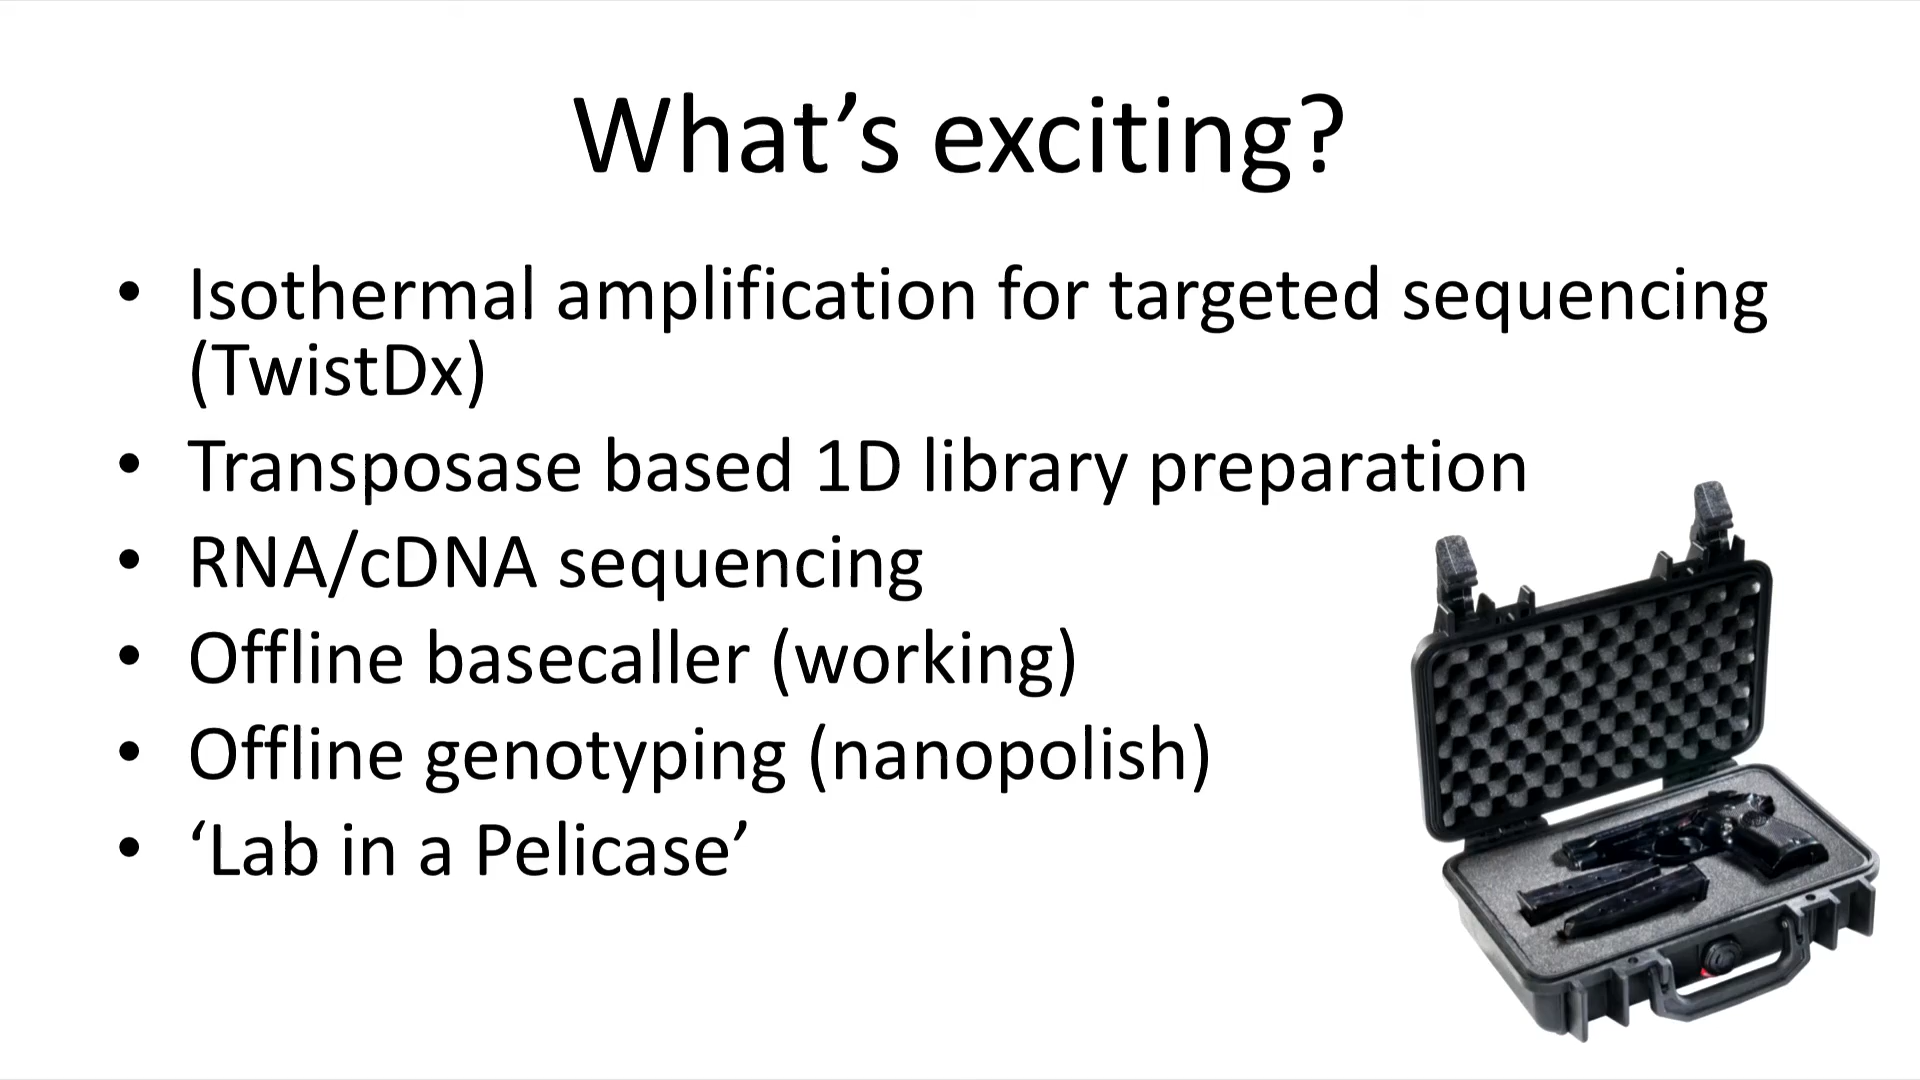 What’s exciting?
• Isothermal amplification for targeted sequencing
(TwistDx)
• Transposase based 1D library preparation
• RNA/cDNA sequencing
• Offline basecaller (working)
• Offline genotyping (nanopolish)
• ‘Lab in a Pelicase’